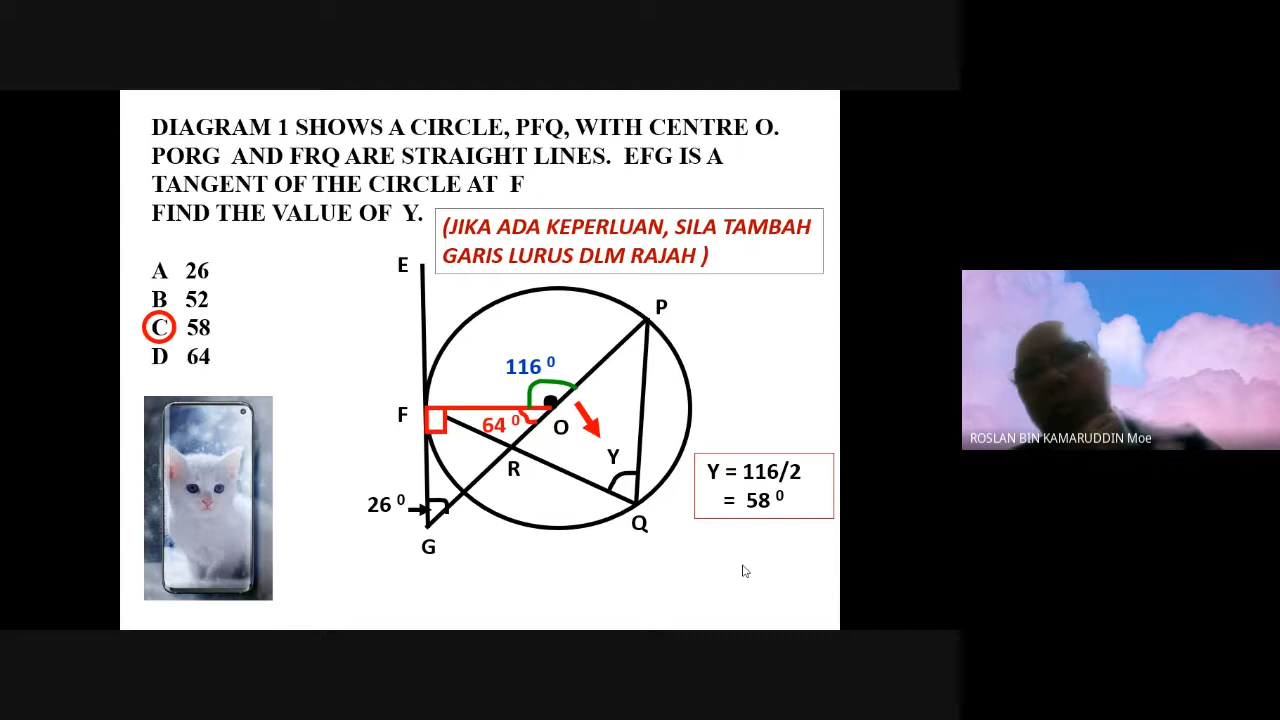 DIAGRAM 1 SHOWS A CIRCLE, PFQ, WITH CENTRE O.
PORG AND FRQ ARE STRAIGHT LINES. EFG IS A
TANGENT OF THE CIRCLE AT F
FIND THE VALUE OF Y.
(JIKA ADA KEPERLUAN, SILA TAMBAH
GARIS LURUS DLM RAJAH )
A 26
B 52
C 58
D 64
E
P
116 ⁰
F
64 ⁰
O
R
Y
26 ⁰
Q
G
Y = 116/2
= 58 ⁰
ROSLAN BIN KAMARUDDIN Moe